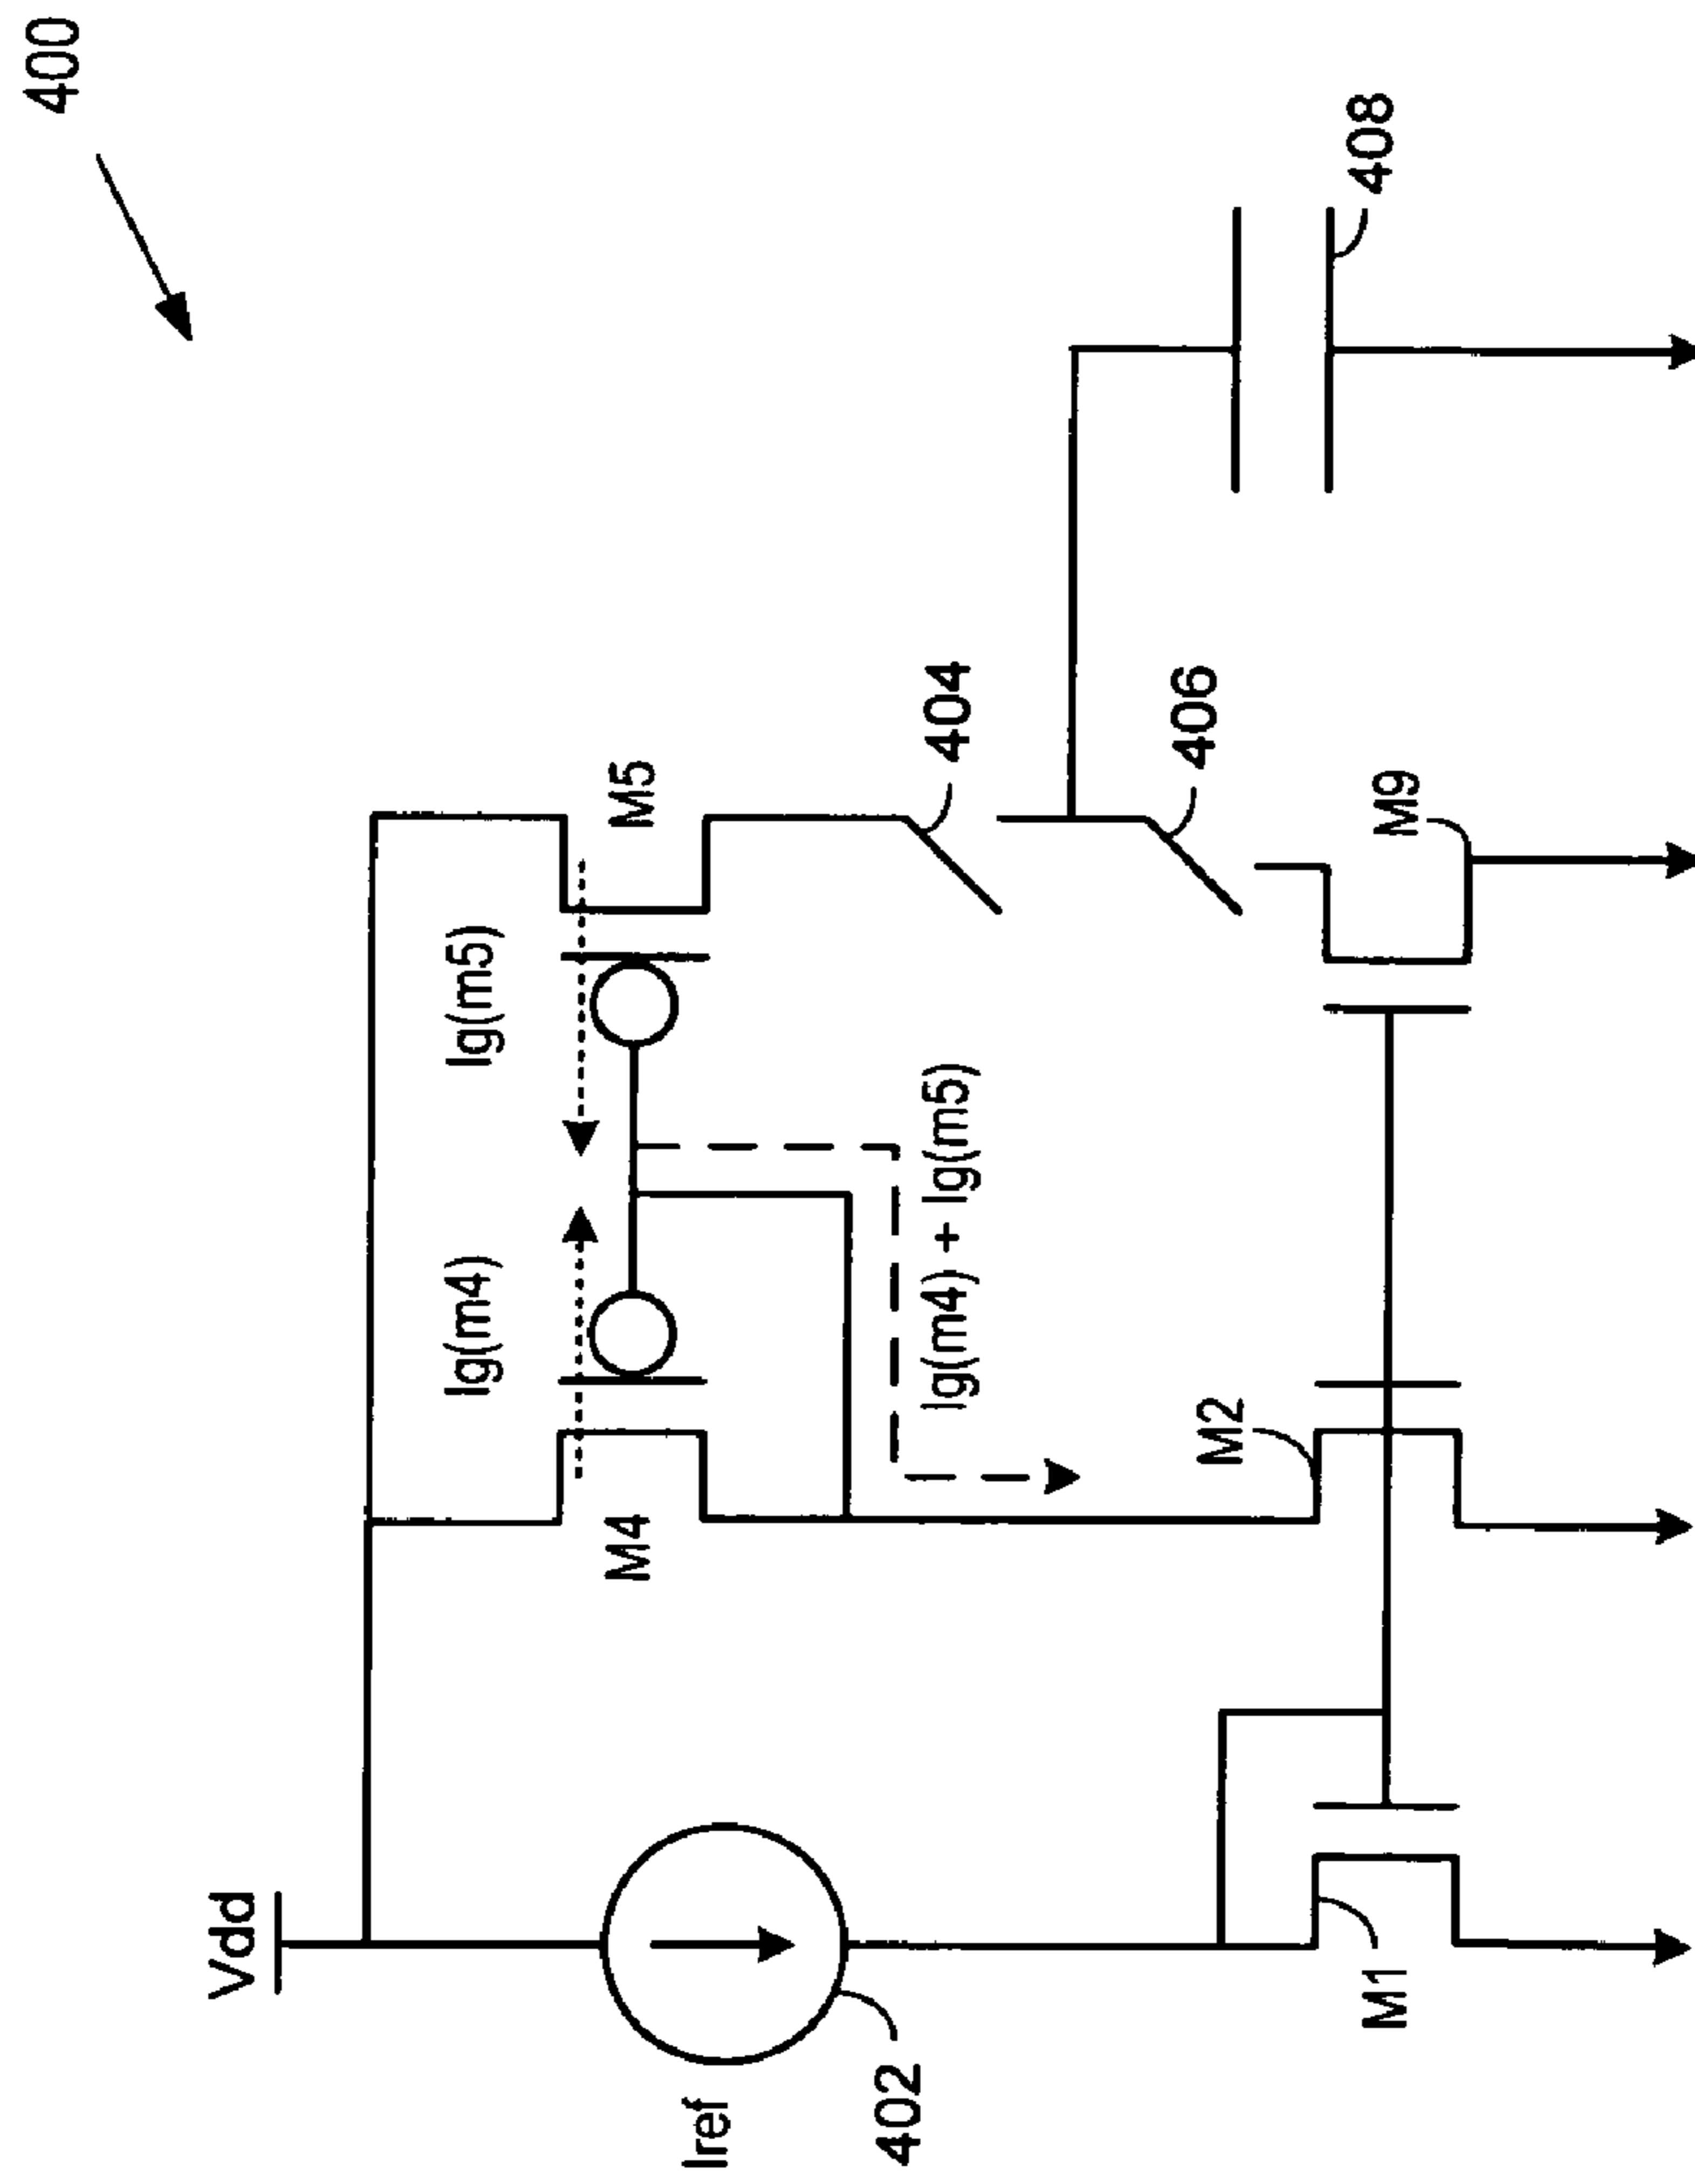 400
Vdd
Iref
402
Ig(m4)
Ig(m5)
M4
M5
Ig(m4) + Ig(m5)
404
406
408
M1
M2
M9